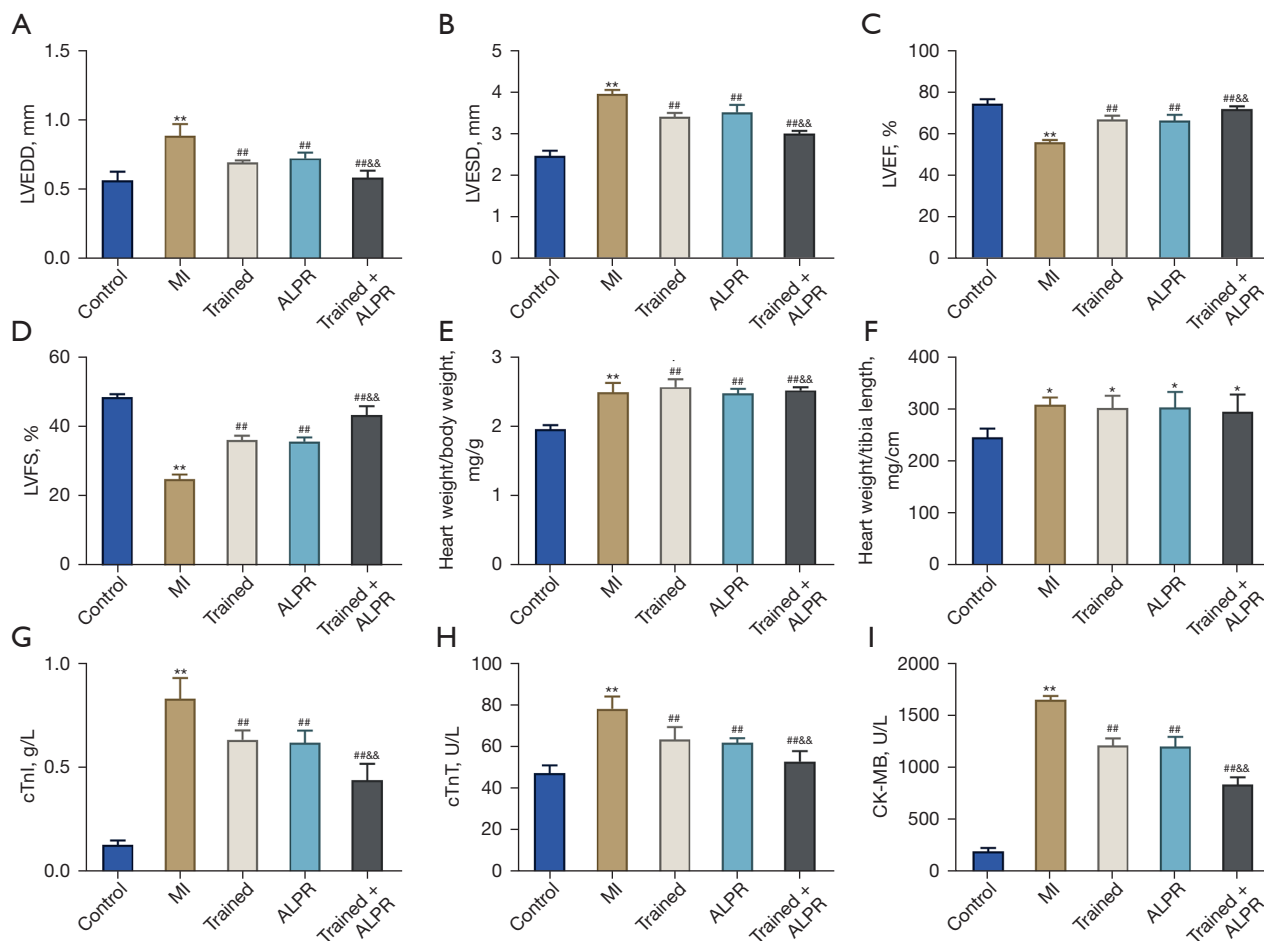 A
LVEDD, mm
1.5
1.0
0.5
0.0
**
##
##
##&&
Control
MI
Trained
ALPR
Trained +
ALPR
B
LVESD, mm
5
4
3
2
1
0
**
##
##
##&&
Control
MI
Trained
ALPR
Trained +
ALPR
C
LVEF, %
100
80
60
40
20
0
**
##
##
##&&
Control
MI
Trained
ALPR
Trained +
ALPR
D
LVFS, %
60
40
20
0
**
##
##
##&&
Control
MI
Trained
ALPR
Trained +
ALPR
E
Heart weight/body weight,
mg/g
3
2
1
0
**
##
##
##&&
Control
MI
Trained
ALPR
Trained +
ALPR
F
Heart weight/tibia length,
mg/cm
400
300
200
100
0
*
*
*
*
Control
MI
Trained
ALPR
Trained +
ALPR
G
cTnI, g/L
1.0
0.5
0.0
**
##
##
##&&
Control
MI
Trained
ALPR
Trained +
ALPR
H
cTnT, U/L
100
80
60
40
20
0
**
##
##
##&&
Control
MI
Trained
ALPR
Trained +
ALPR
I
CK-MB, U/L
2000
1500
1000
500
0
**
##
##
##&&
Control
MI
Trained
ALPR
Trained +
ALPR